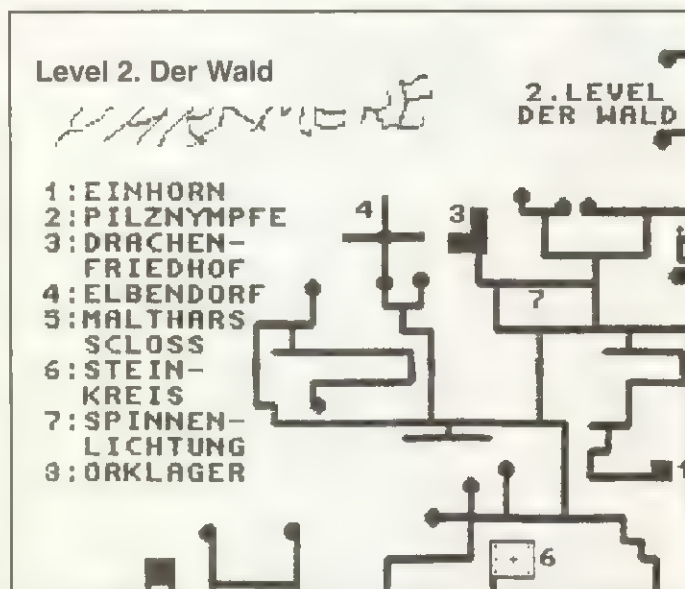 Level 2. Der Wald
2.LEVEL
DER WALD
1:EINHORN
2:PILZNYMPFE
3:DRACHEN-
FRIEDHOF
4:ELBENDORF
5:MALTHARS
SCLOSS
6:STEIN-
KREIS
7:SPINNEN-
LICHTUNG
8:ORKLAGER
4
3
7
6